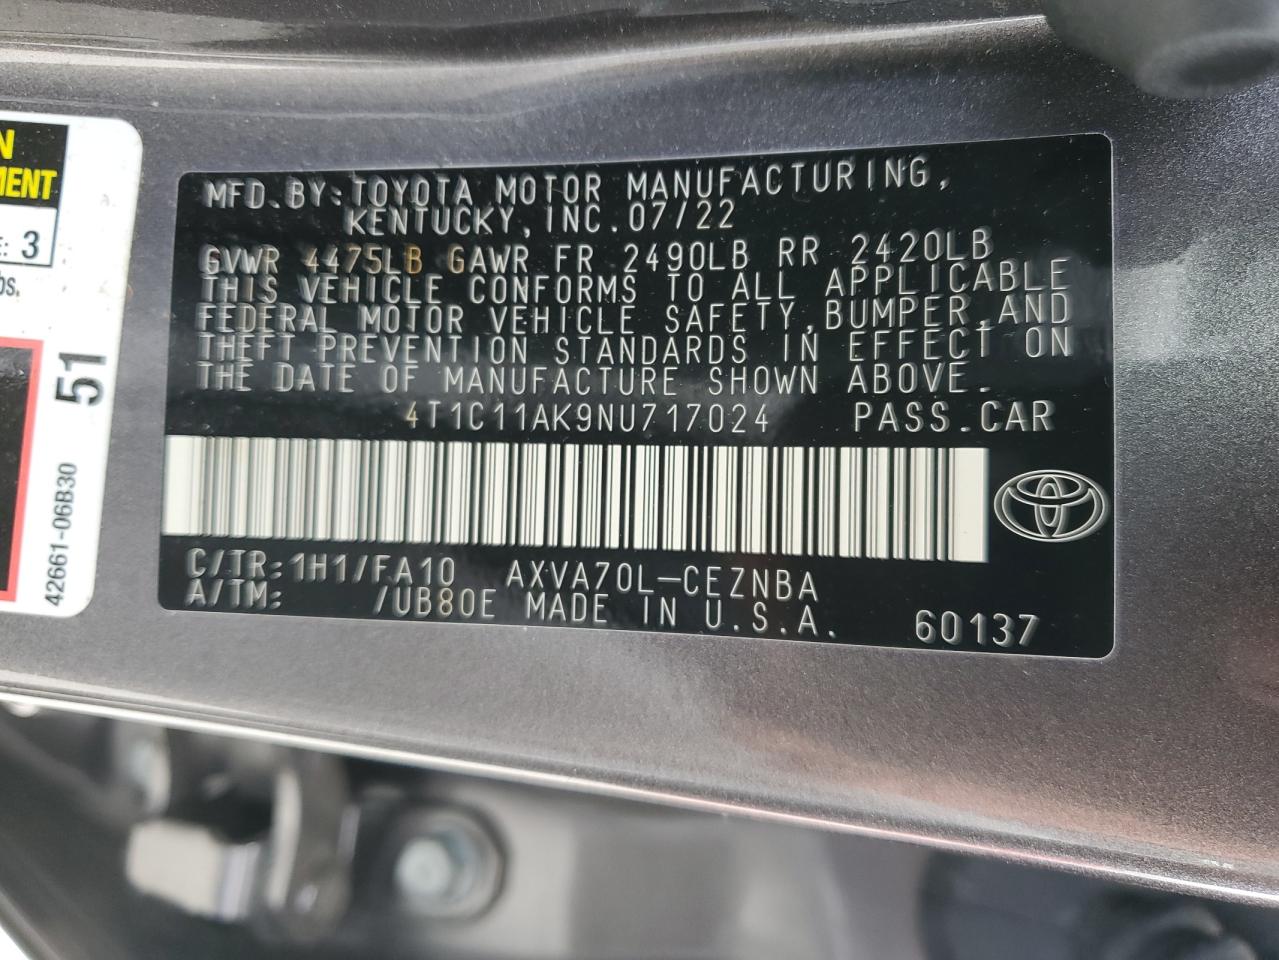 MFD.BY:TOYOTA MOTOR MANUFACTURING,
KENTUCKY, INC. 07/22
GVWR 4475LB GAWR FR 2490LB RR 2420LB
THIS VEHICLE CONFORMS TO ALL APPLICABLE
FEDERAL MOTOR VEHICLE SAFETY,BUMPER,AND
THEFT PREVENTION STANDARDS IN EFFECT ON
THE DATE OF MANUFACTURE SHOWN ABOVE.
4T1C11AK9NU717024 PASS.CAR
C/TR:1H1/FA10 AXVA70L-CEZNBA
A/TM: /UB80E MADE IN U.S.A. 60137
: 3
51
42661-06B30